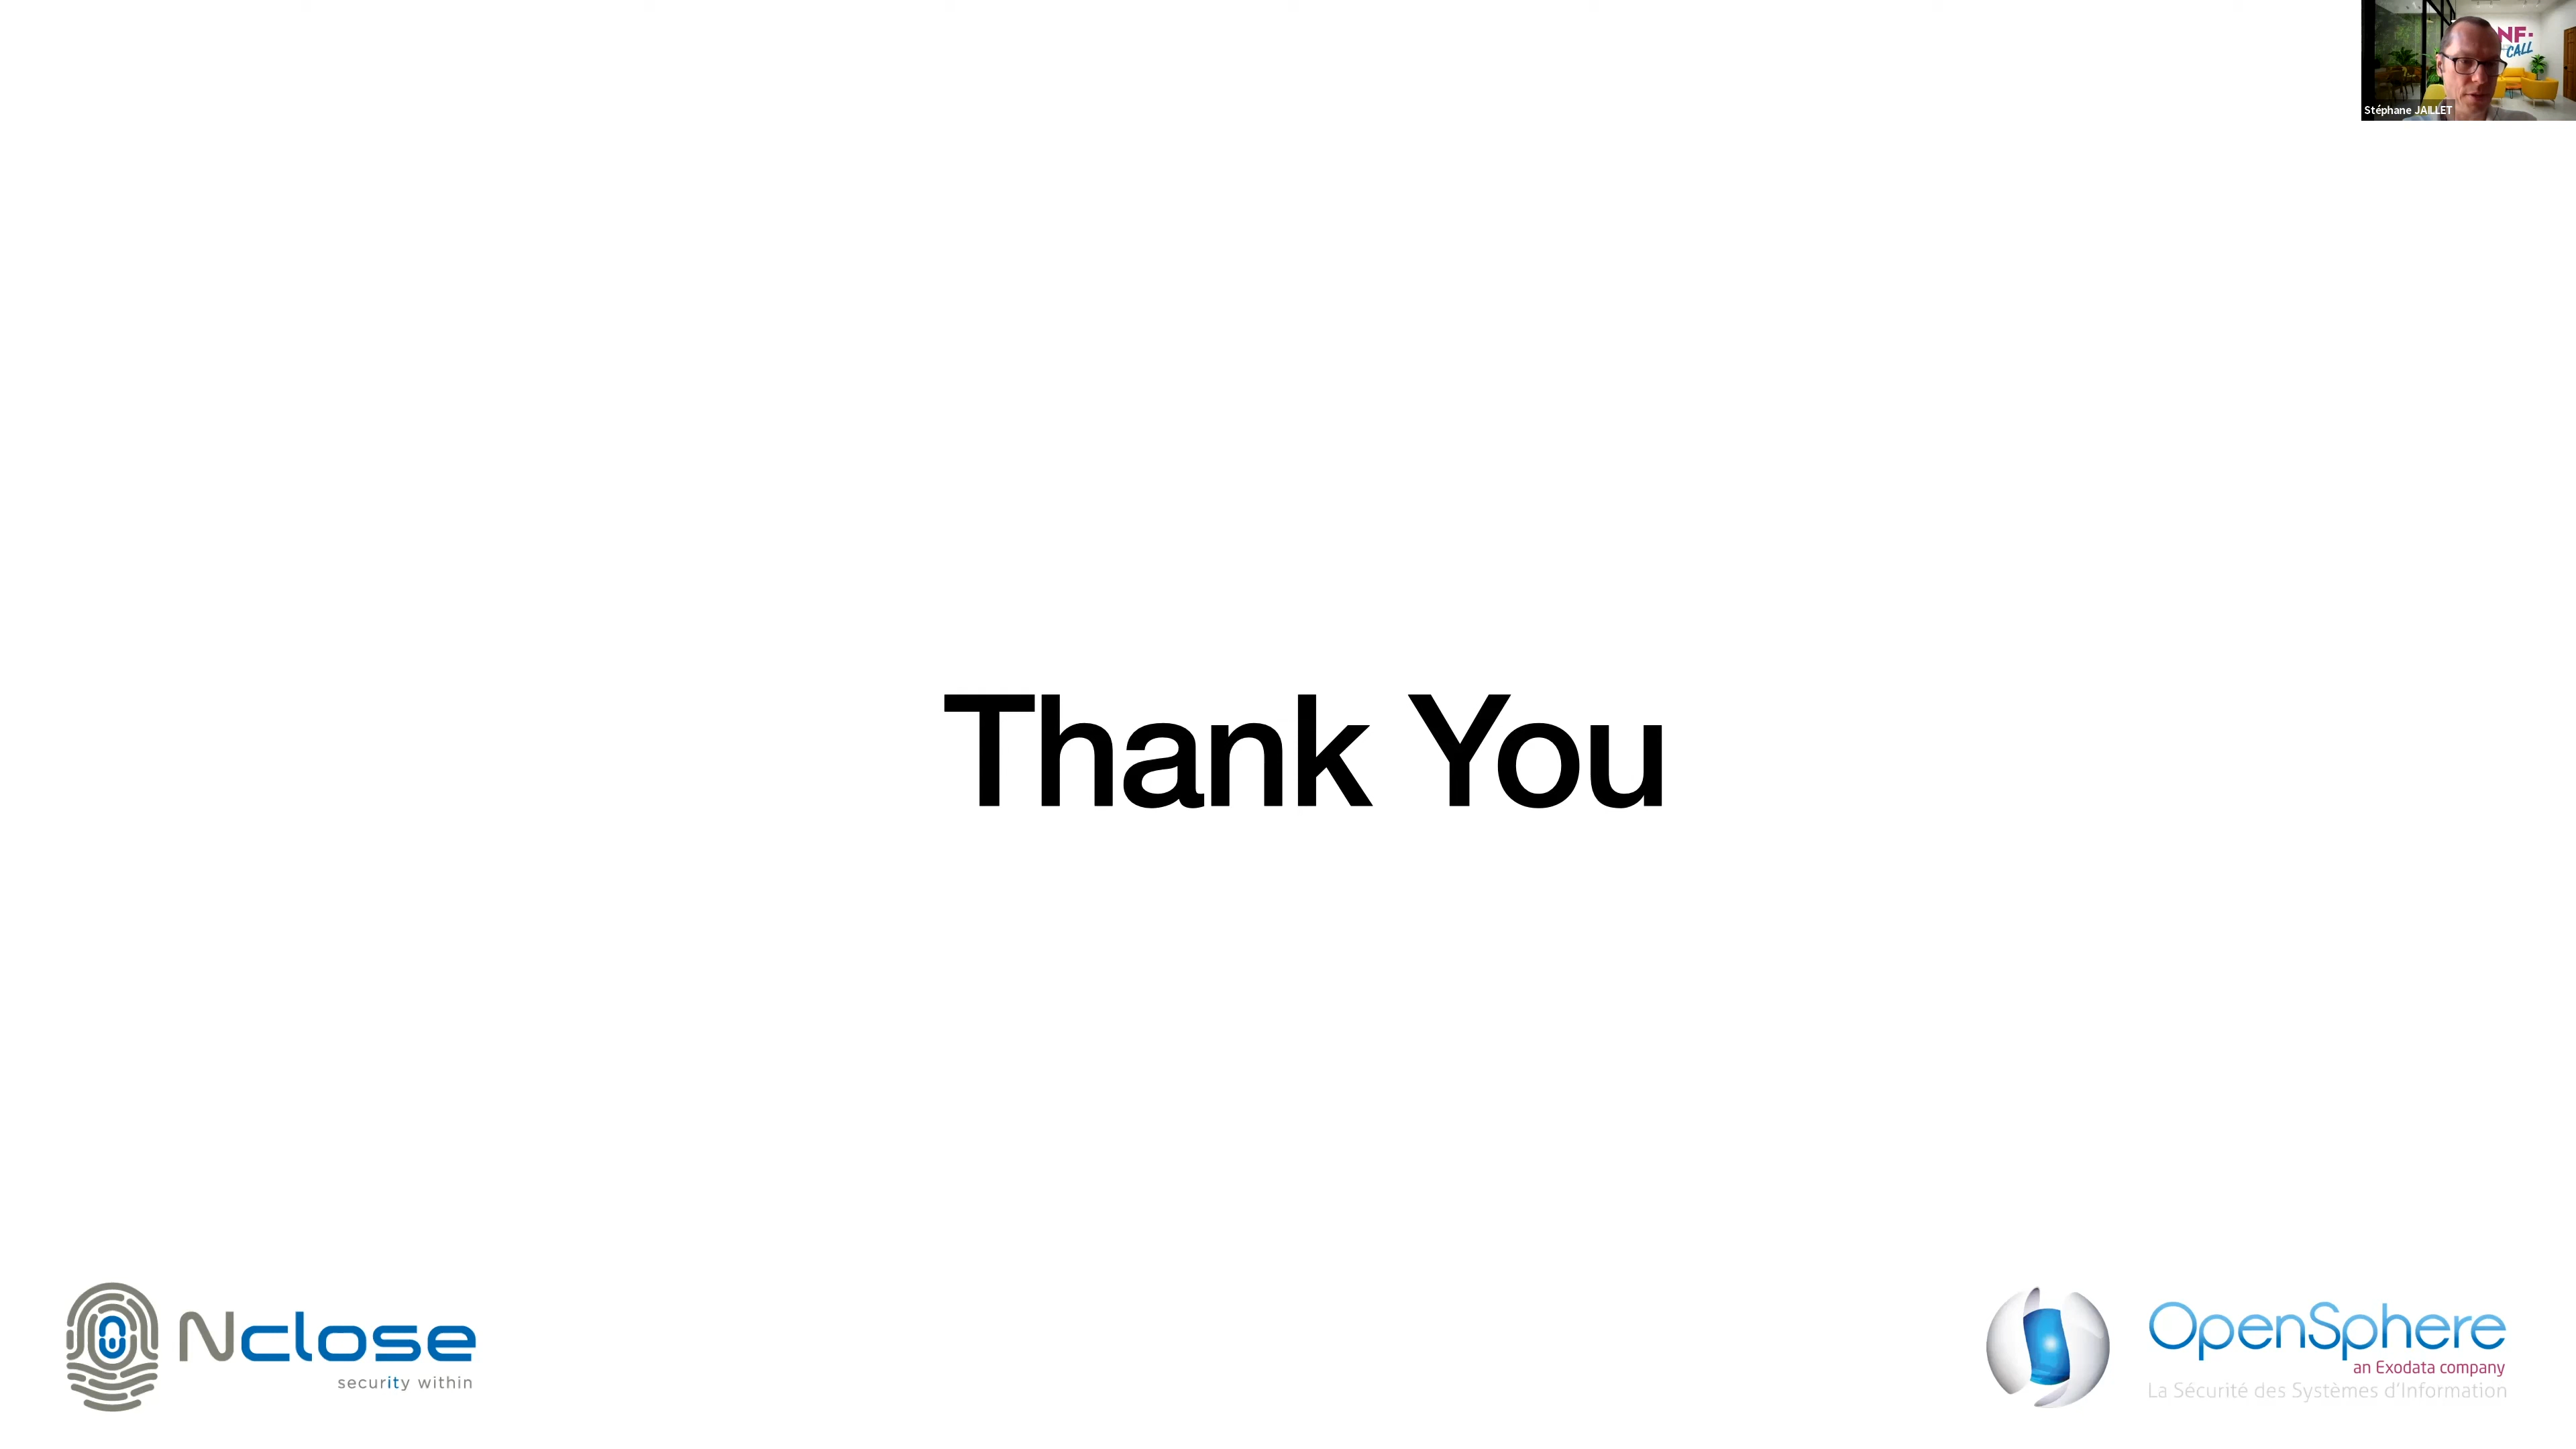 NF·
CALL
Stéphane JAILLET
Thank You
Nclose
security within
OpenSphere
an Exodata company
La Sécurité des Systèmes d'Information